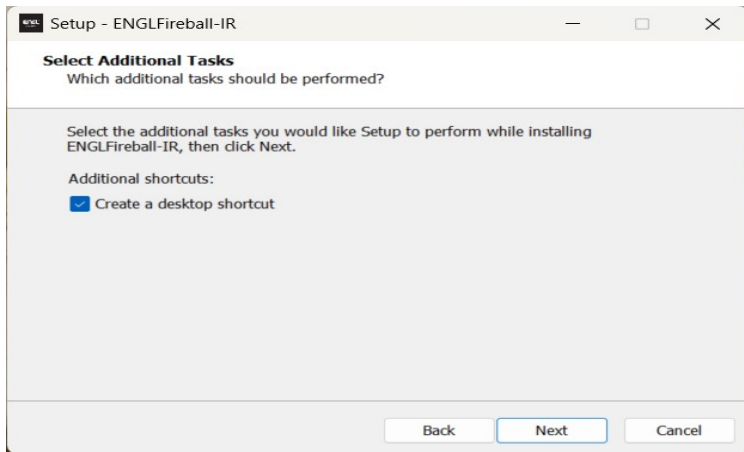 ENGL
Setup - ENGLFireball-IR
Select Additional Tasks
Which additional tasks should be performed?
Select the additional tasks you would like Setup to perform while installing
ENGLFireball-IR, then click Next.
Additional shortcuts:
Create a desktop shortcut
Back
Next
Cancel